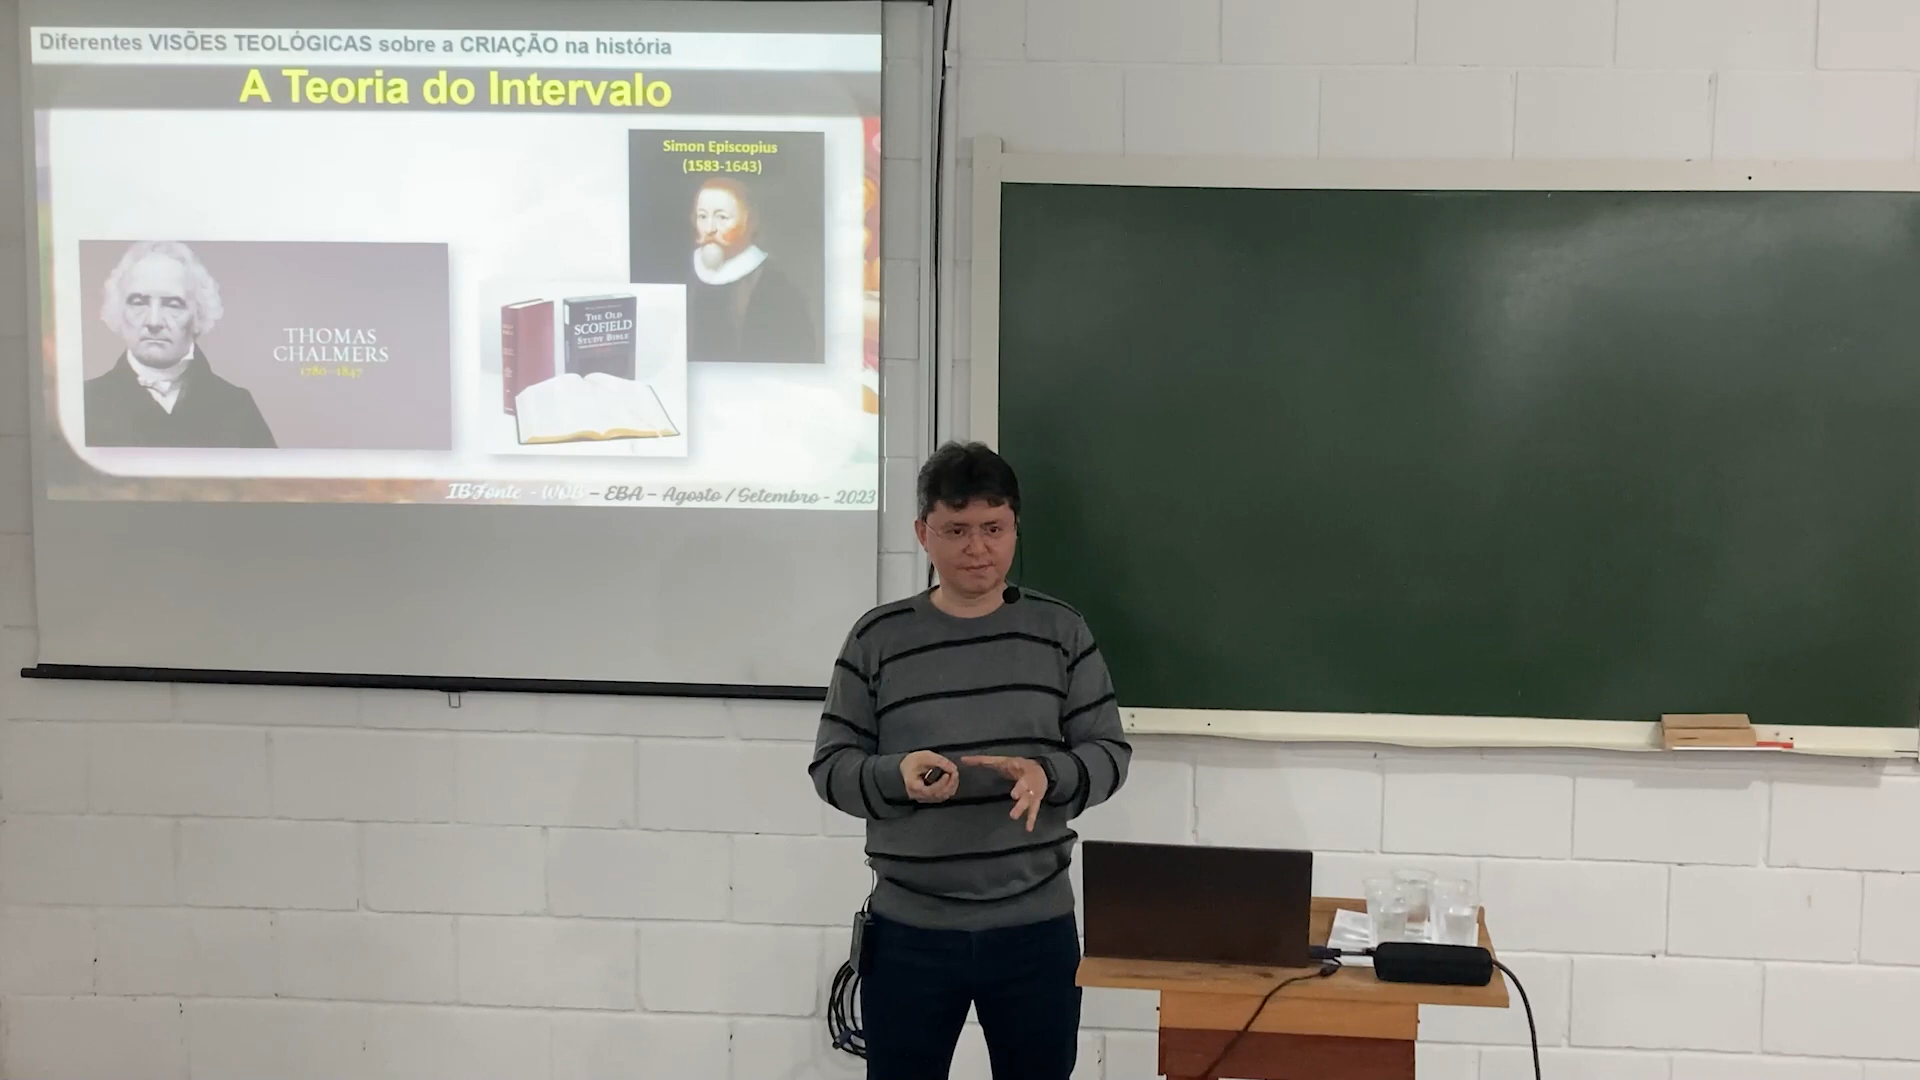 Diferentes VISÕES TEOLÓGICAS sobre a CRIAÇÃO na história
A Teoria do Intervalo
Simon Episcopius
(1583-1643)
THOMAS
CHALMERS
1780-1847
THE OLD
SCOFIELD
STUDY BIBLE
IBFonte - WOB - EBA - Agosto / Setembro - 2023